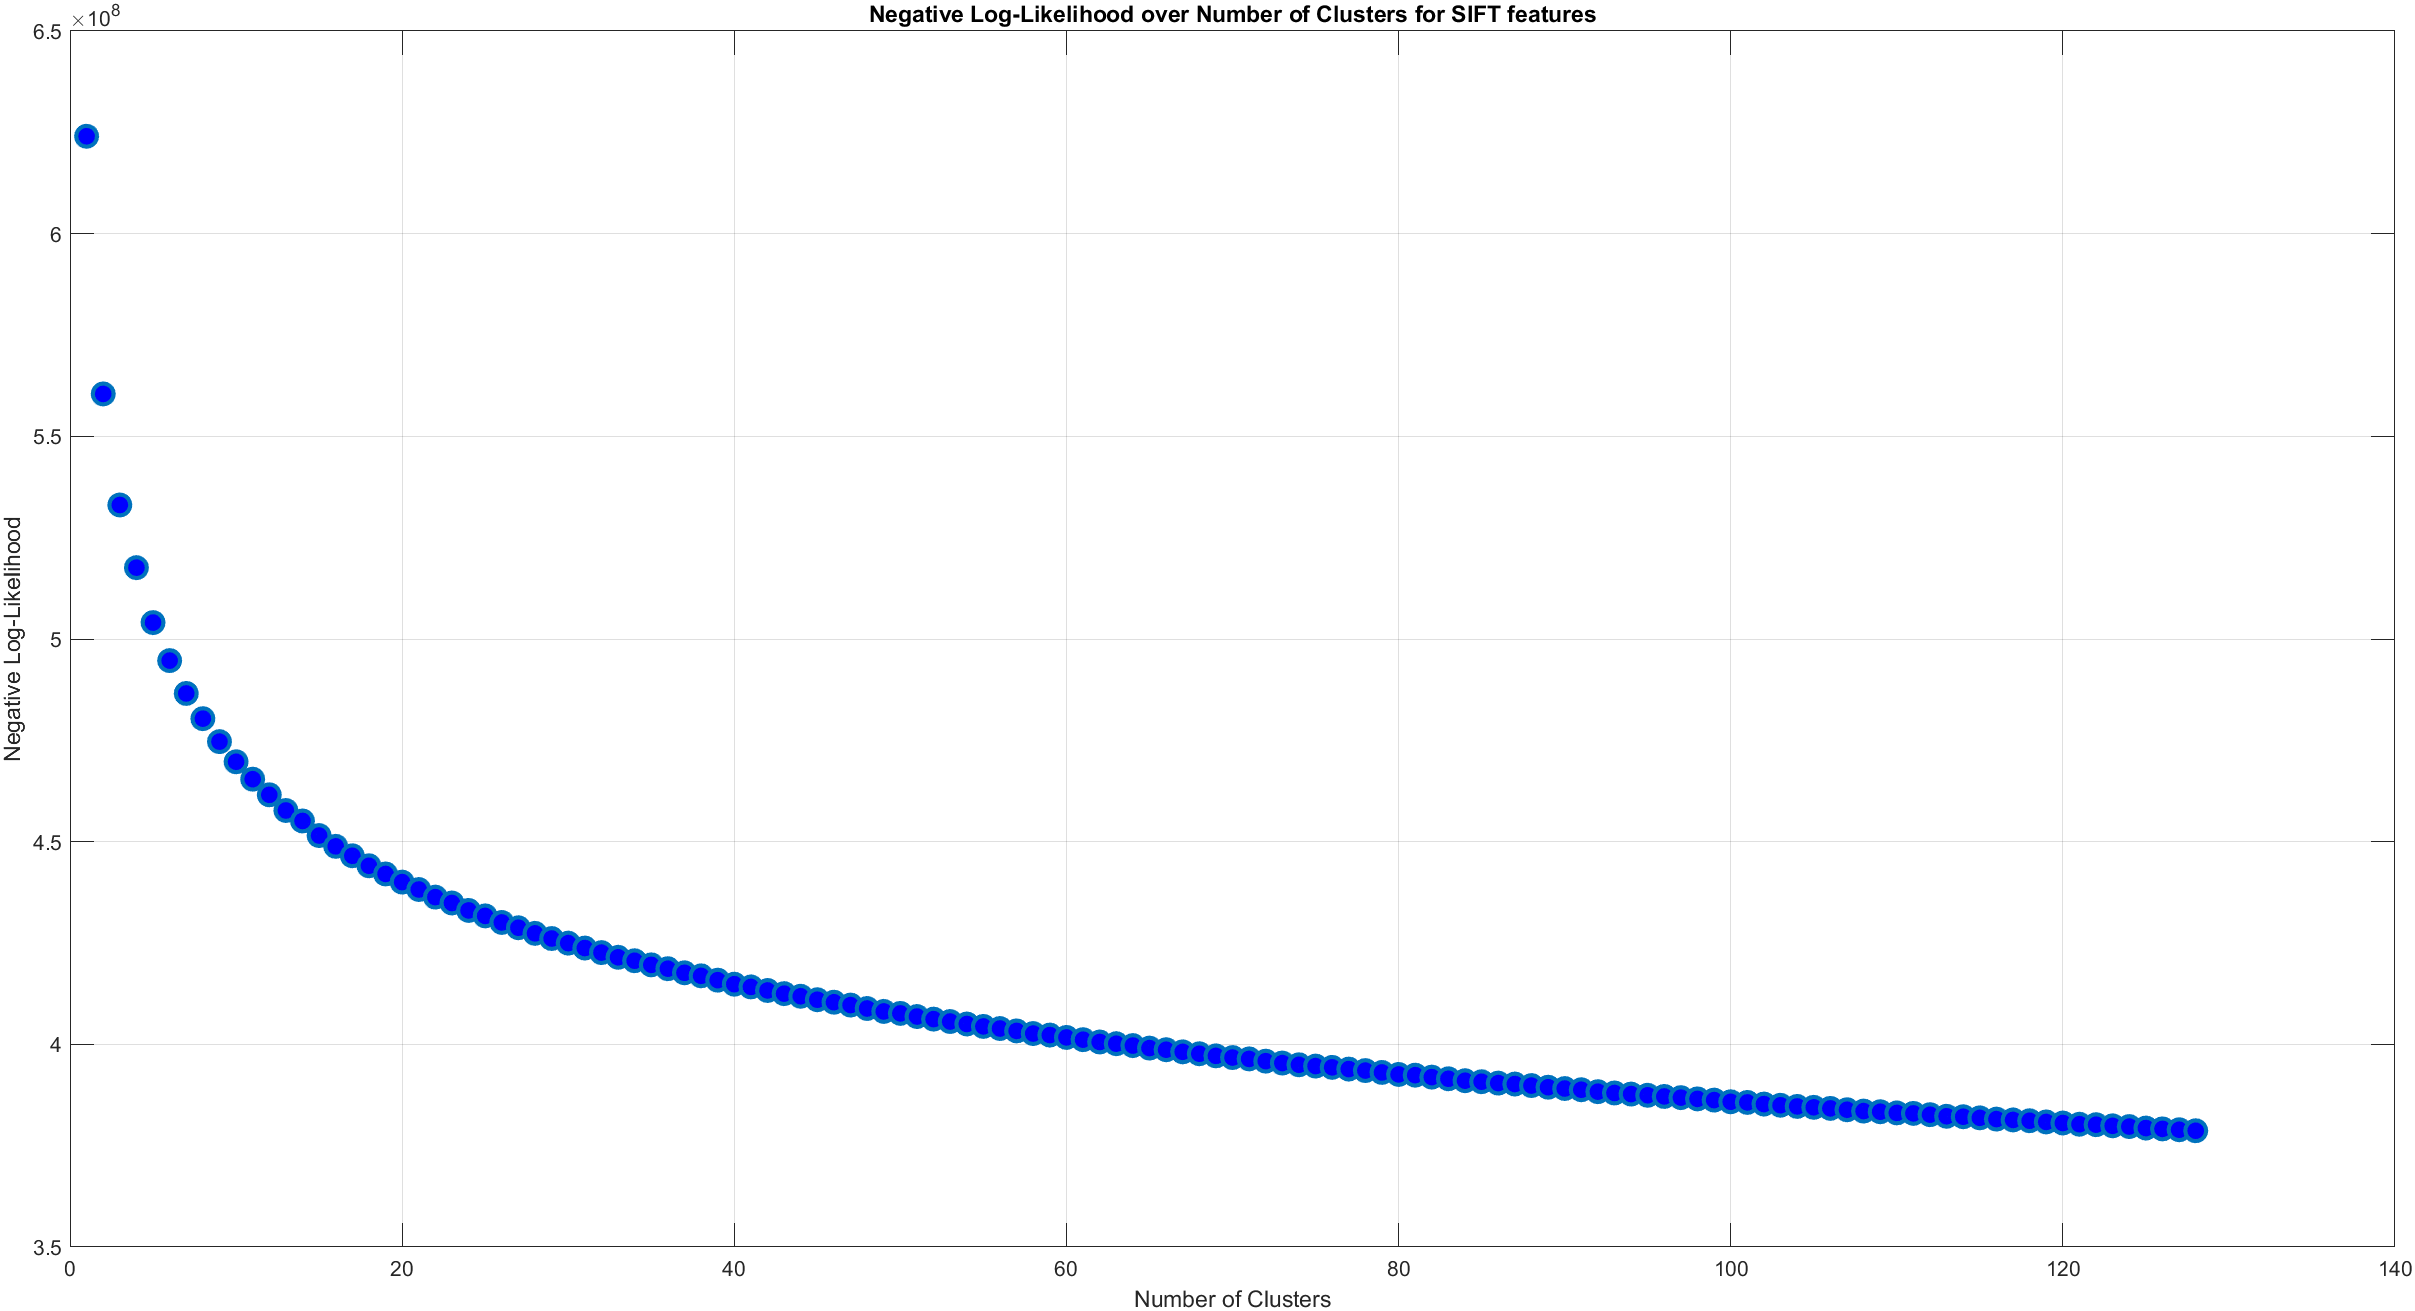 Negative Log-Likelihood over Number of Clusters for SIFT features
×10^8
6.5
6
5.5
5
4.5
4
3.5
Negative Log-Likelihood
0 20 40 60 80 100 120 140
Number of Clusters